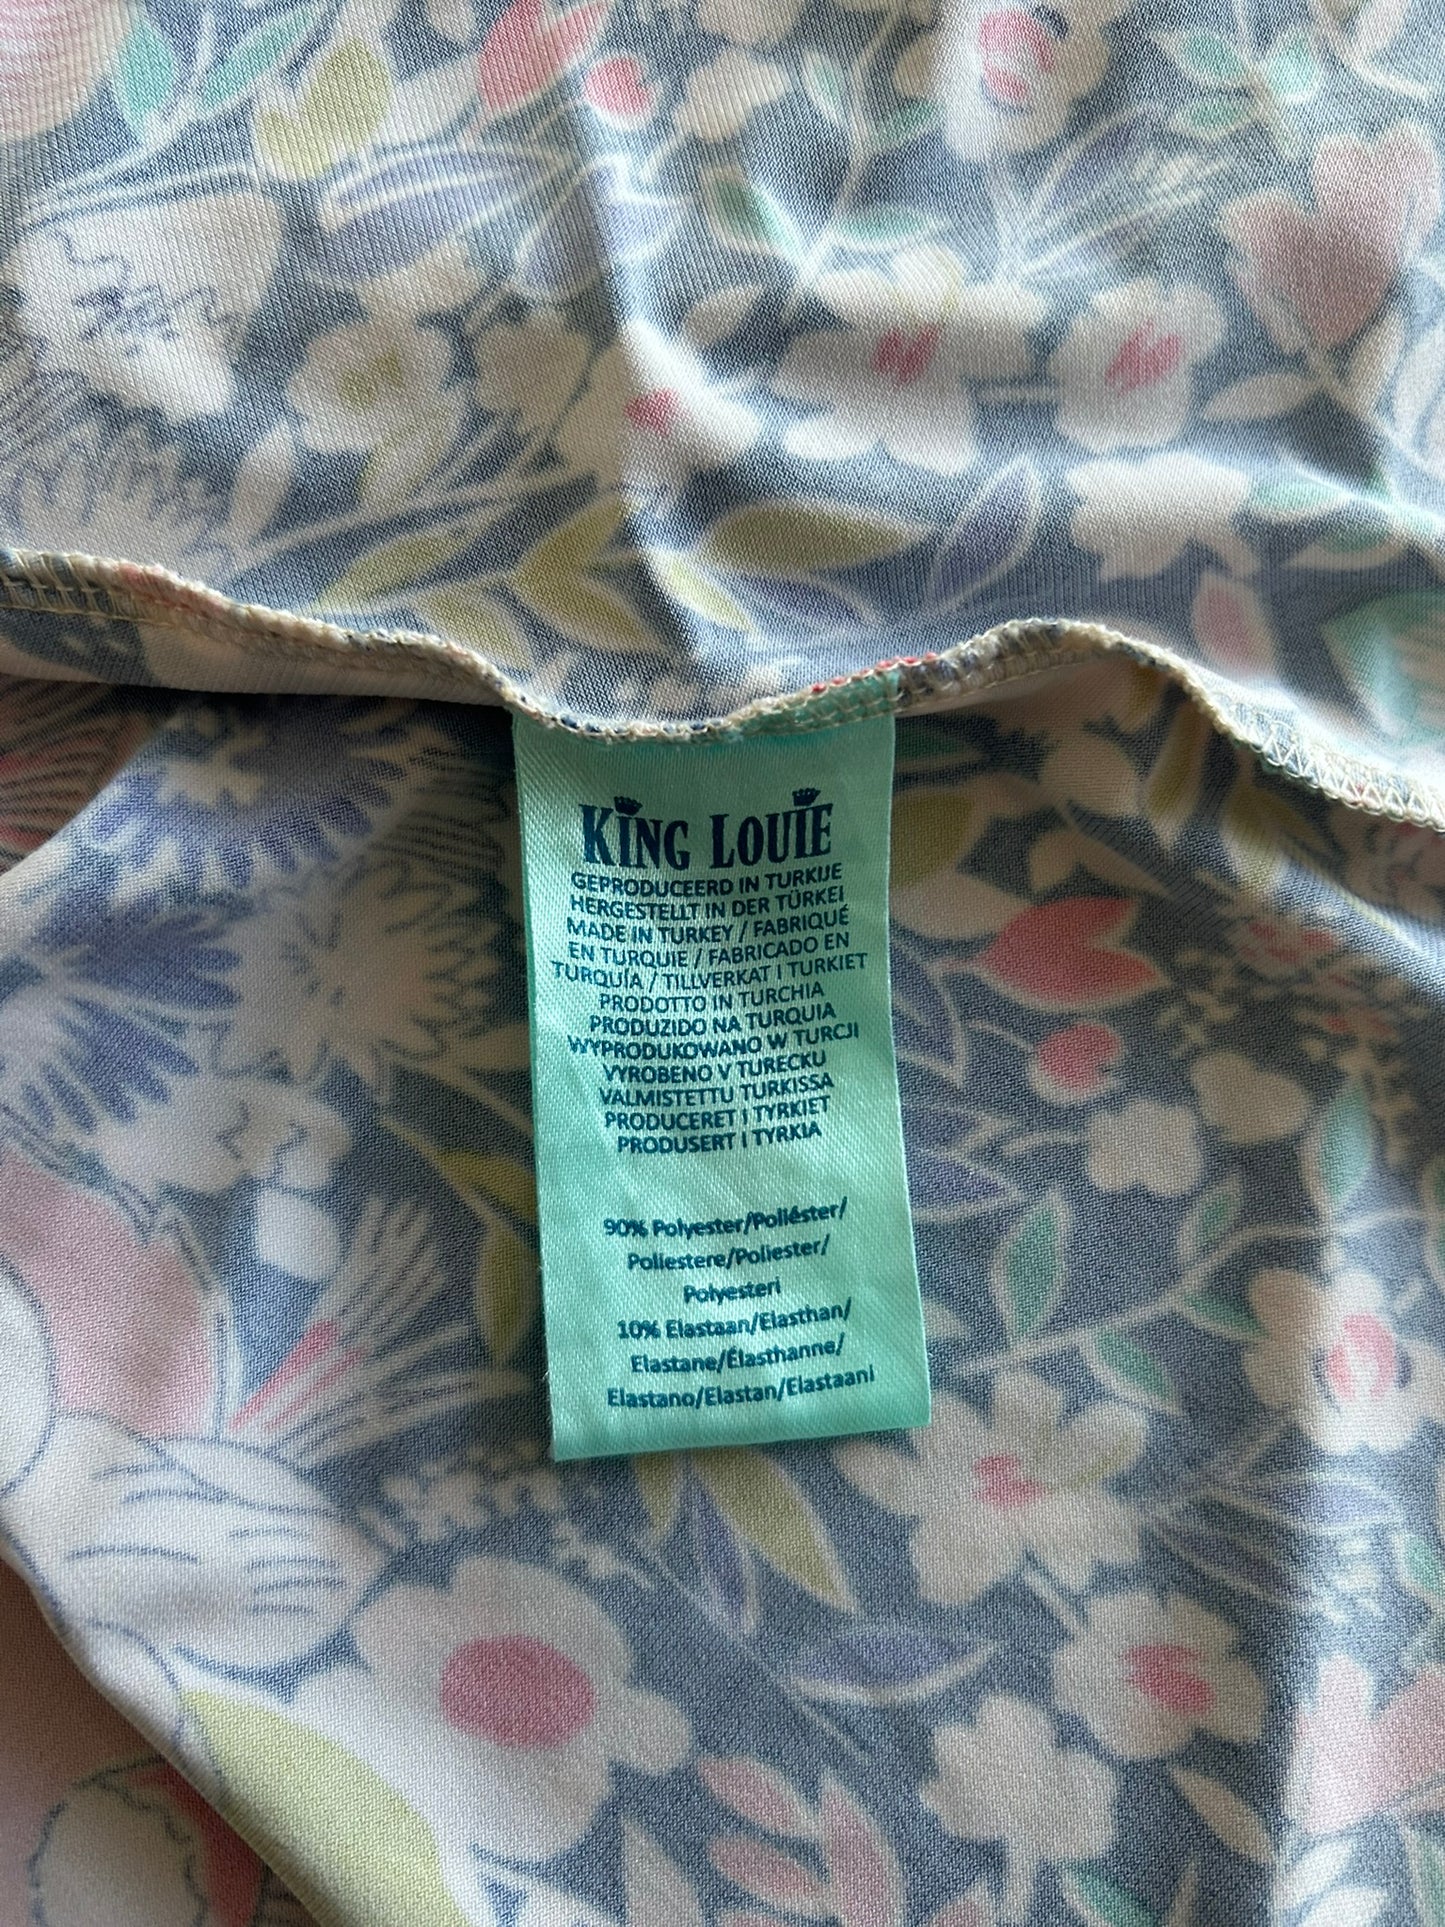 KING LOUIE
GEPRODUCEERD IN TURKIJE
HERGESTELLT IN DER TÜRKEI
MADE IN TURKEY / FABRIQUÉ
EN TURQUIE / FABRICADO EN
TURQUÍA / TILLVERKAT I TURKIET
PRODOTTO IN TURCHIA
PRODUZIDO NA TURQUIA
WYPRODUKOWANO W TURCJI
VYROBENO V TURECKU
VALMISTETTU TURKISSA
PRODUCERET I TYRKIET
PRODUSERT I TYRKIA
90% Polyester/Poliéster/
Poliestere/Poliester/
Polyesteri
10% Elastaan/Elasthan/
Elastane/Élasthanne/
Elastano/Elastan/Elastaani